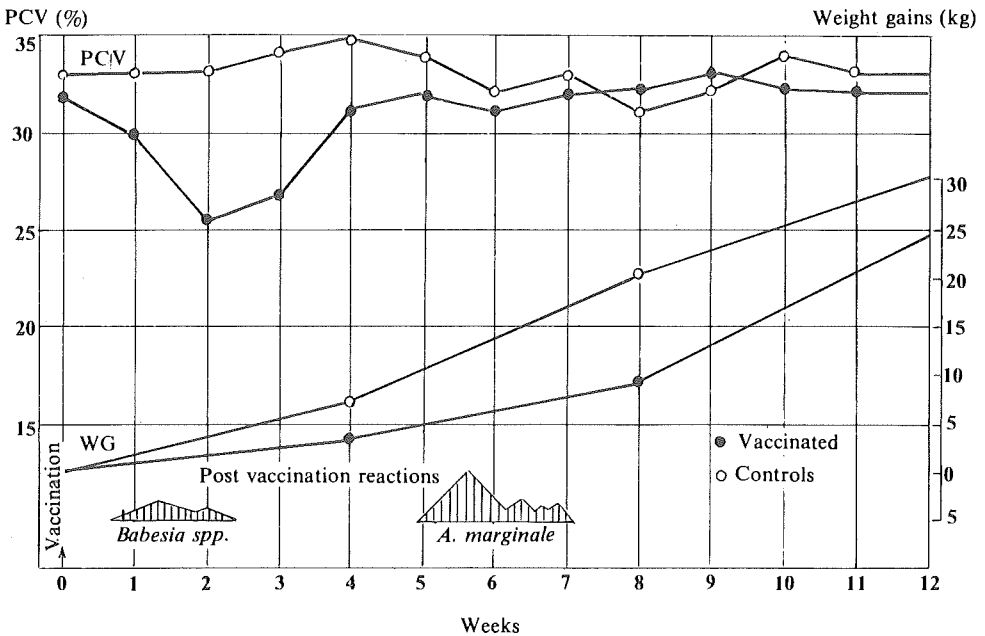 PCV (%)
Weight gains (kg)
35
30
25
20
15
PCV
WG
30
25
20
15
10
5
0
5
Vaccinated
Controls
Post vaccination reactions
Vaccination
Babesia spp.
A. marginale
0 1 2 3 4 5 6 7 8 9 10 11 12
Weeks